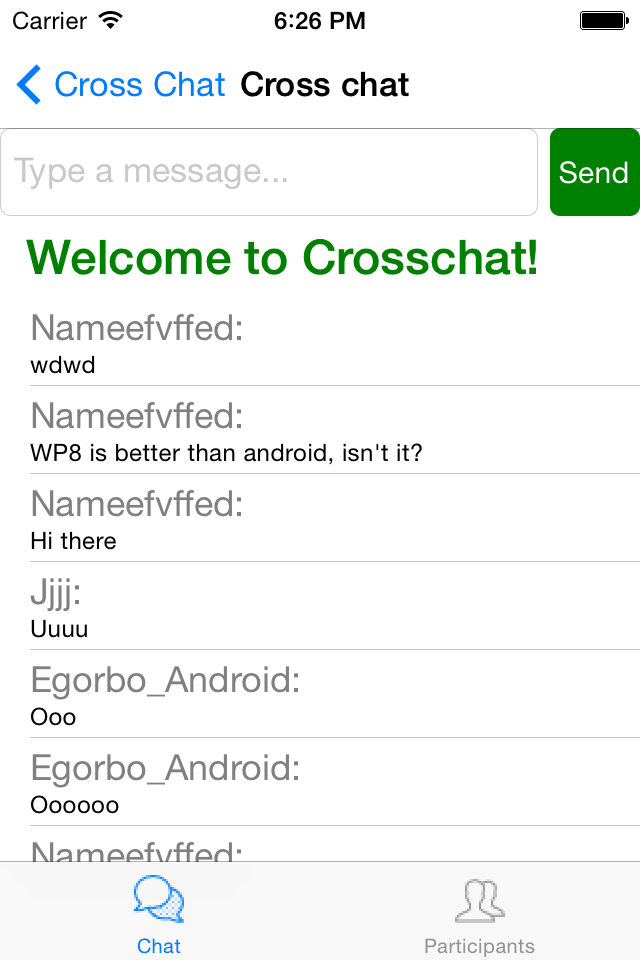 Carrier 6:26 PM
Cross Chat Cross chat
Type a message...
Send
Welcome to Crosschat!
Nameefvffed:
wdwd
Nameefvffed:
WP8 is better than android, isn't it?
Nameefvffed:
Hi there
Jjjj:
Uuuu
Egorbo_Android:
Ooo
Egorbo_Android:
Oooooo
Nameefvffed:
Chat Participants